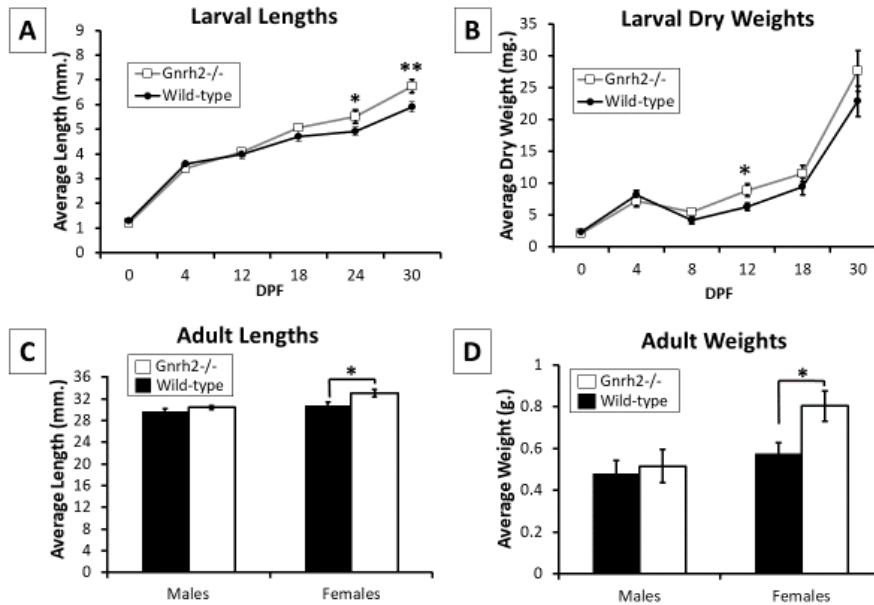 A
Larval Lengths
9
8
7
6
5
4
3
2
1
0
Average Length (mm.)
Gnrh2-/-
Wild-type
*
**
0 4 12 18 24 30
DPF
B
Larval Dry Weights
35
30
25
20
15
10
5
0
Average Dry Weight (mg.)
Gnrh2-/-
Wild-type
*
0 4 8 12 18 30
DPF
C
Adult Lengths
36
32
28
24
20
16
12
8
4
0
Average Length (mm.)
Gnrh2-/-
Wild-type
*
Males Females
D
Adult Weights
1
0.8
0.6
0.4
0.2
0
Average Weight (g.)
Gnrh2-/-
Wild-type
*
Males Females